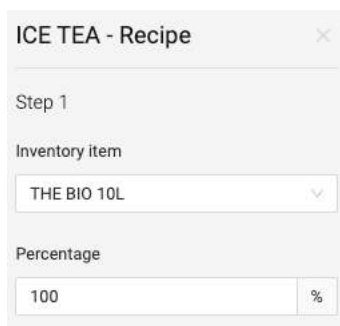 ICE TEA - Recipe
Step 1
Inventory item
THE BIO 10L
Percentage
100 %